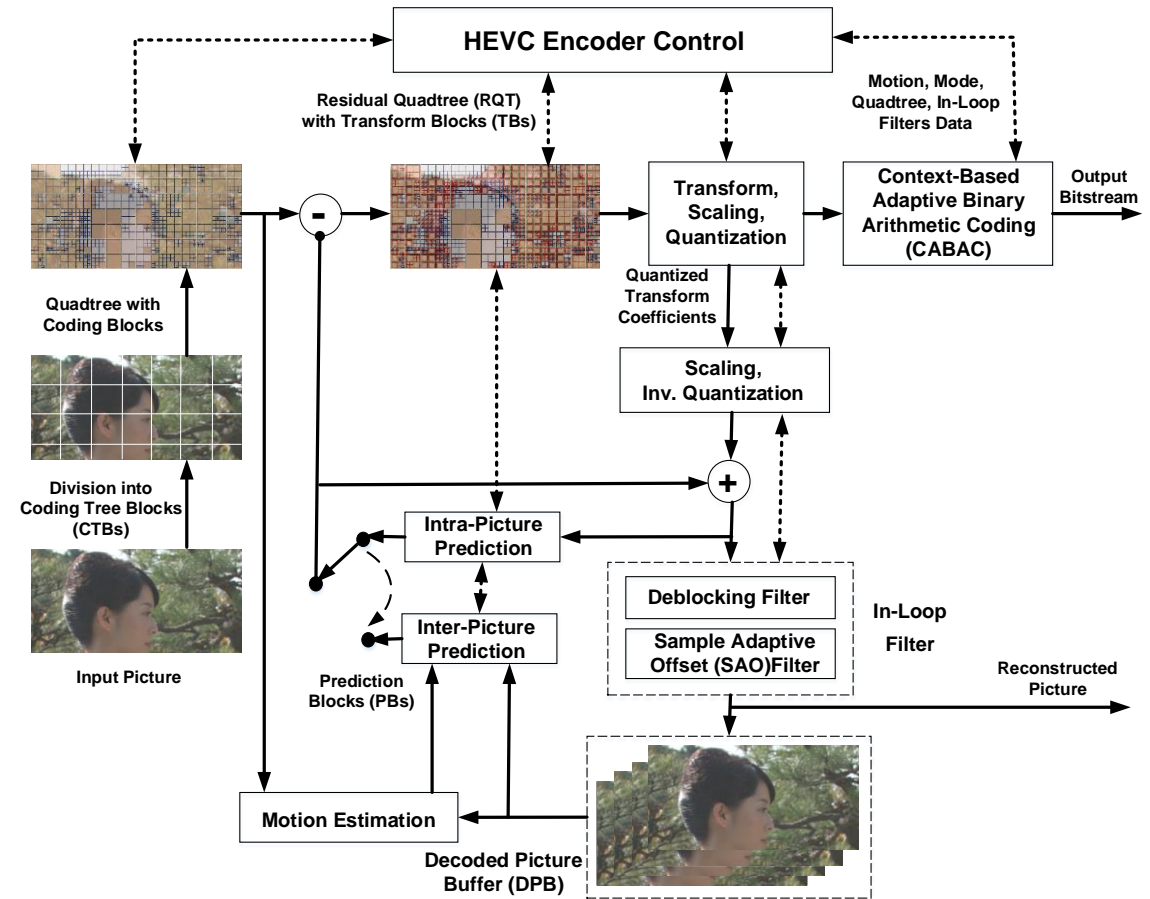 HEVC Encoder Control
Residual Quadtree (RQT)
with Transform Blocks (TBs)
Motion, Mode,
Quadtree, In-Loop
Filters Data
Transform,
Scaling,
Quantization
Context-Based
Adaptive Binary
Arithmetic Coding
(CABAC)
Output
Bitstream
-
Quadtree with
Coding Blocks
Quantized
Transform
Coefficients
Scaling,
Inv. Quantization
+
Division into
Coding Tree Blocks
(CTBs)
Intra-Picture
Prediction
Inter-Picture
Prediction
Prediction
Blocks (PBs)
Deblocking Filter
Sample Adaptive
Offset (SAO)Filter
In-Loop
Filter
Input Picture
Reconstructed
Picture
Motion Estimation
Decoded Picture
Buffer (DPB)